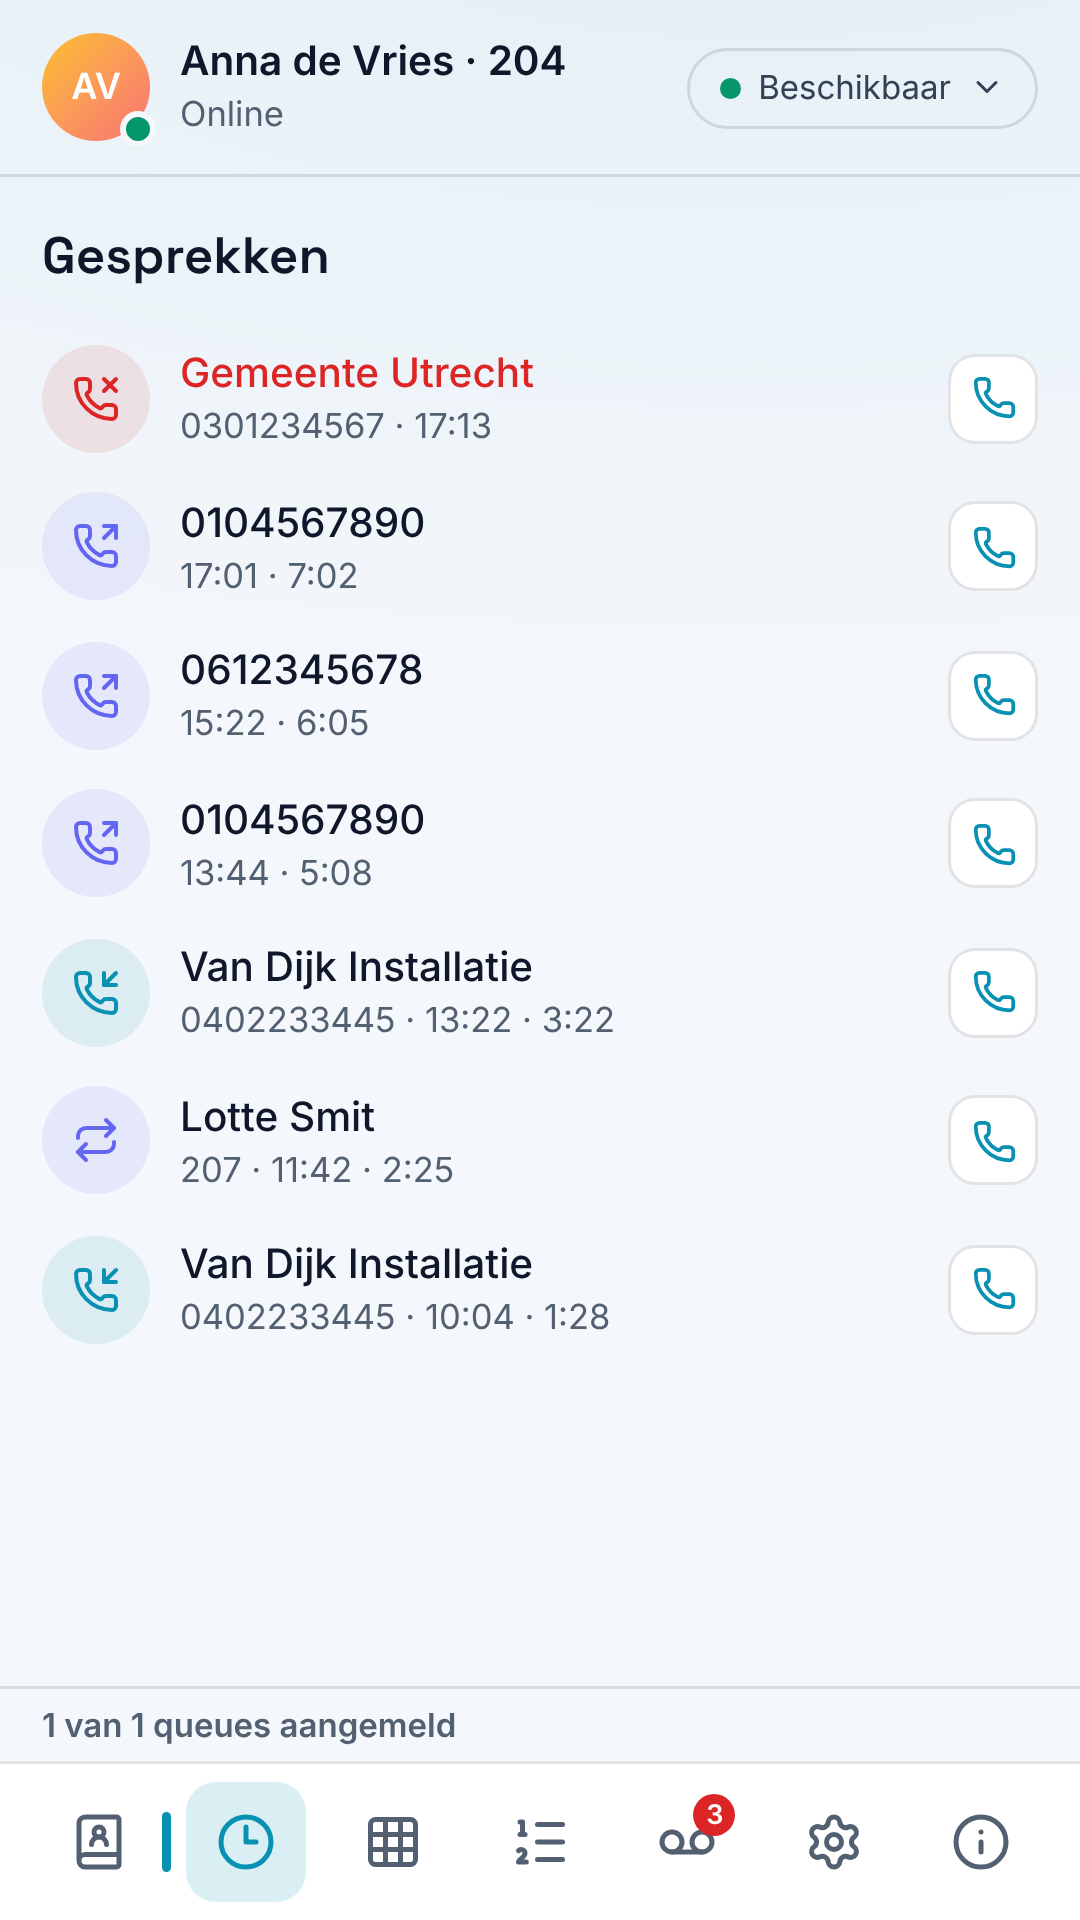 AV
Anna de Vries · 204
Online
Beschikbaar
Gesprekken
Gemeente Utrecht
0301234567 · 17:13
0104567890
17:01 · 7:02
0612345678
15:22 · 6:05
0104567890
13:44 · 5:08
Van Dijk Installatie
0402233445 · 13:22 · 3:22
Lotte Smit
207 · 11:42 · 2:25
Van Dijk Installatie
0402233445 · 10:04 · 1:28
1 van 1 queues aangemeld
3